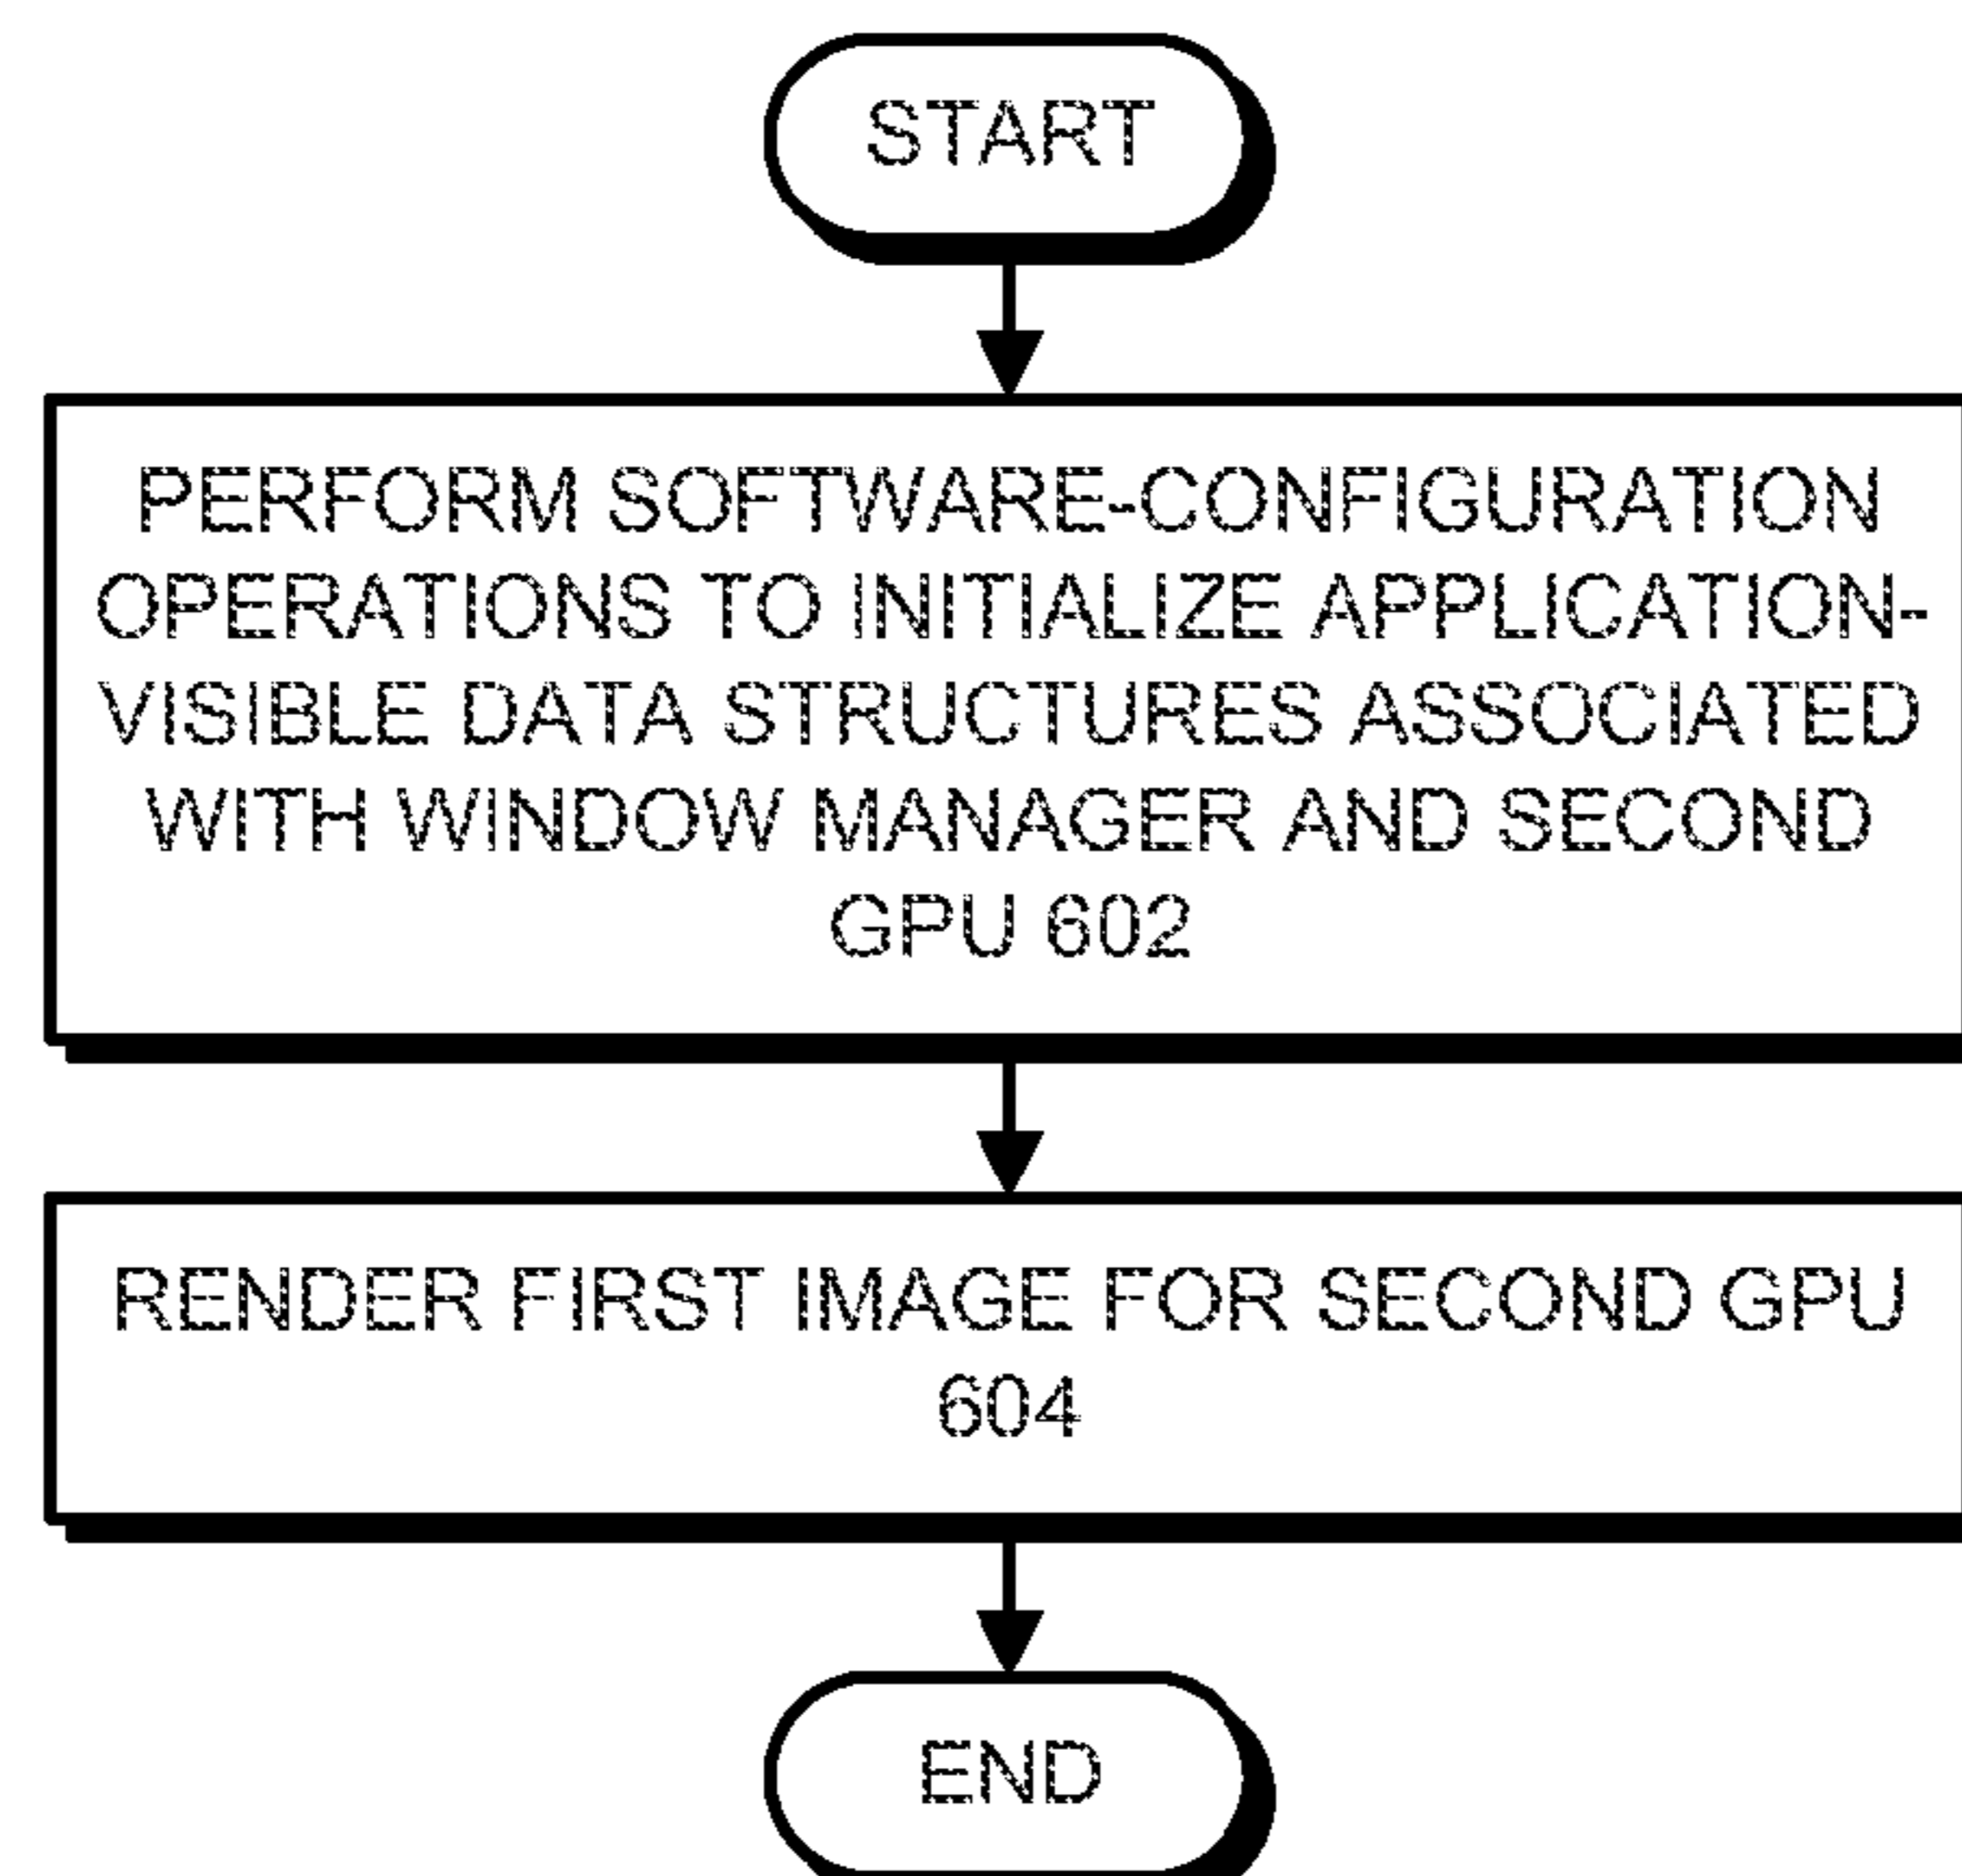 START
PERFORM SOFTWARE-CONFIGURATION
OPERATIONS TO INITIALIZE APPLICATION-
VISIBLE DATA STRUCTURES ASSOCIATED
WITH WINDOW MANAGER AND SECOND
GPU 602
RENDER FIRST IMAGE FOR SECOND GPU
604
END